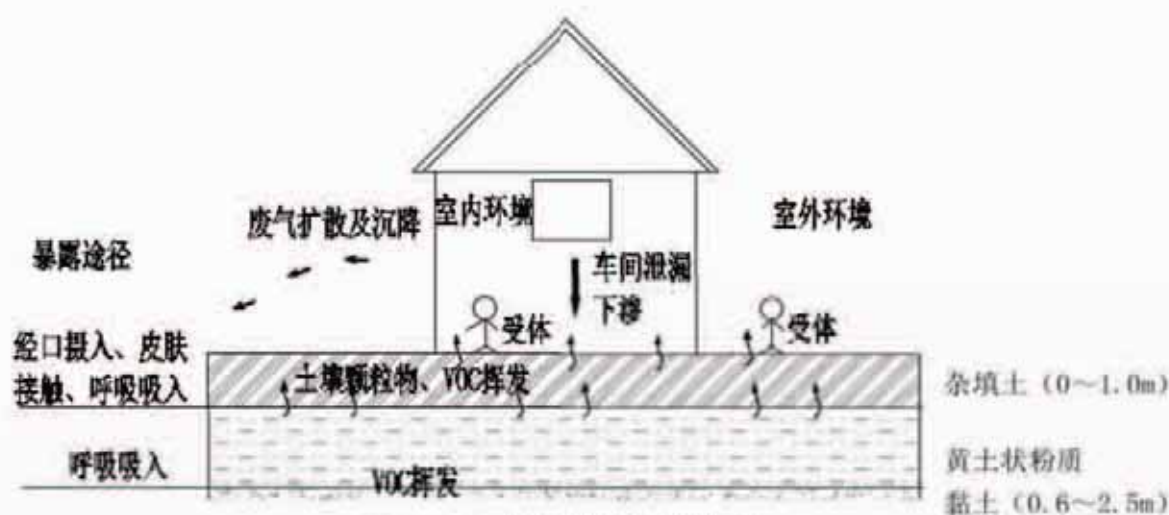 室内环境
室外环境
废气扩散及沉降
暴露途径
车间泄漏
下渗
受体
受体
经口摄入、皮肤
接触、呼吸吸入
土壤颗粒物、VOC挥发
杂填土（0～1.0m）
呼吸吸入
VOC挥发
黄土状粉质
黏土（0.6～2.5m）